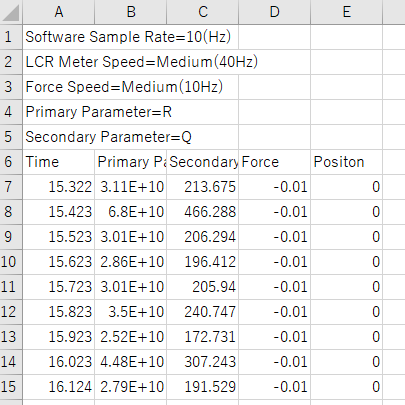 A B C D E
1 Software Sample Rate=10(Hz)
2 LCR Meter Speed=Medium(40Hz)
3 Force Speed=Medium(10Hz)
4 Primary Parameter=R
5 Secondary Parameter=Q
6 Time Primary Pa Secondary Force Positon
7 15.322 3.11E+10 213.675 -0.01 0
8 15.423 6.8E+10 466.288 -0.01 0
9 15.523 3.01E+10 206.294 -0.01 0
10 15.623 2.86E+10 196.412 -0.01 0
11 15.723 3.01E+10 205.94 -0.01 0
12 15.823 3.5E+10 240.747 -0.01 0
13 15.923 2.52E+10 172.731 -0.01 0
14 16.023 4.48E+10 307.243 -0.01 0
15 16.124 2.79E+10 191.529 -0.01 0